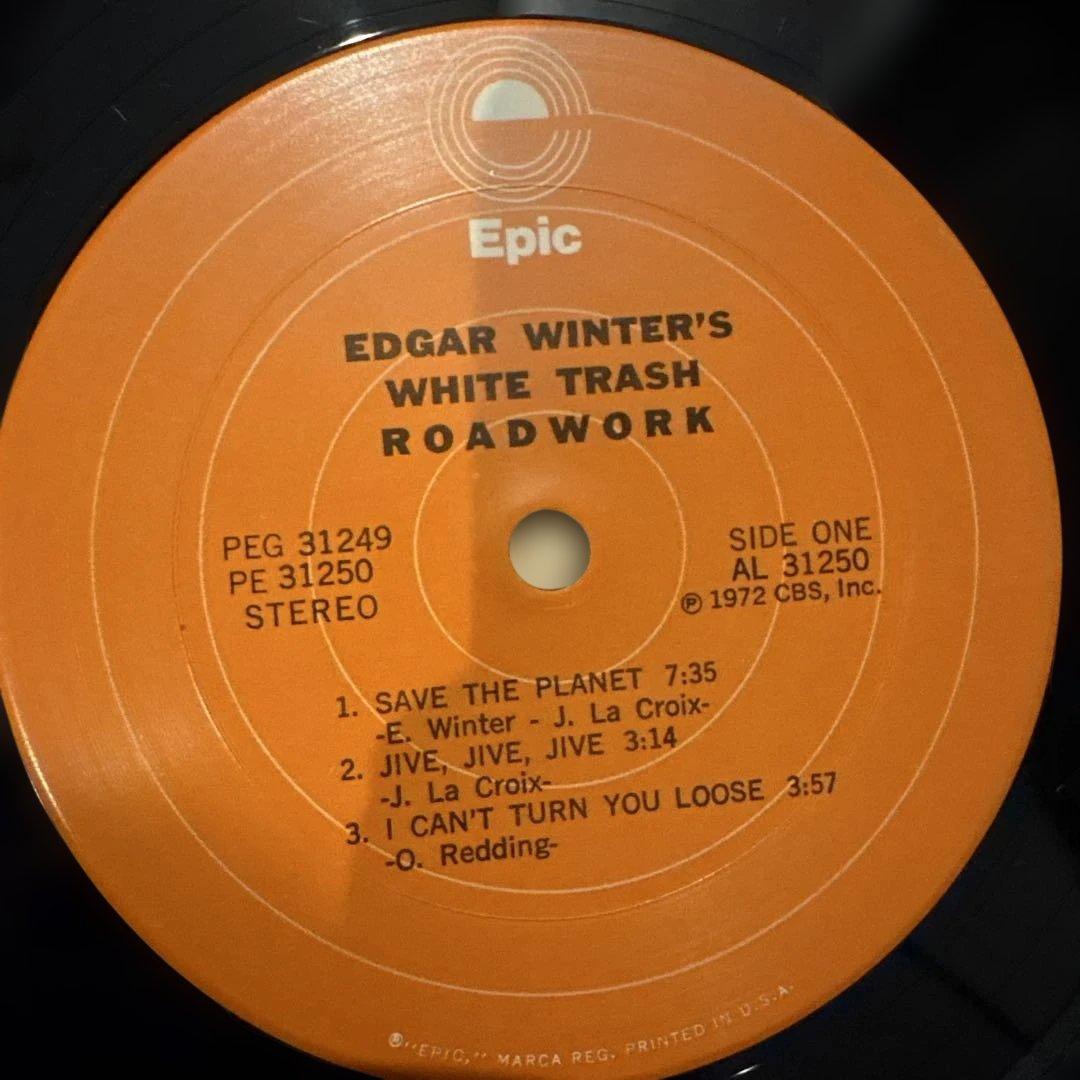 Epic
EDGAR WINTER'S
WHITE TRASH
ROADWORK
PEG 31249
PE 31250
STEREO
SIDE ONE
AL 31250
℗ 1972 CBS, Inc.
1. SAVE THE PLANET 7:35
-E. Winter - J. La Croix-
2. JIVE, JIVE, JIVE 3:14
-J. La Croix-
3. I CAN'T TURN YOU LOOSE 3:57
-O. Redding-
®"EPIC," MARCA REG. PRINTED IN U.S.A.